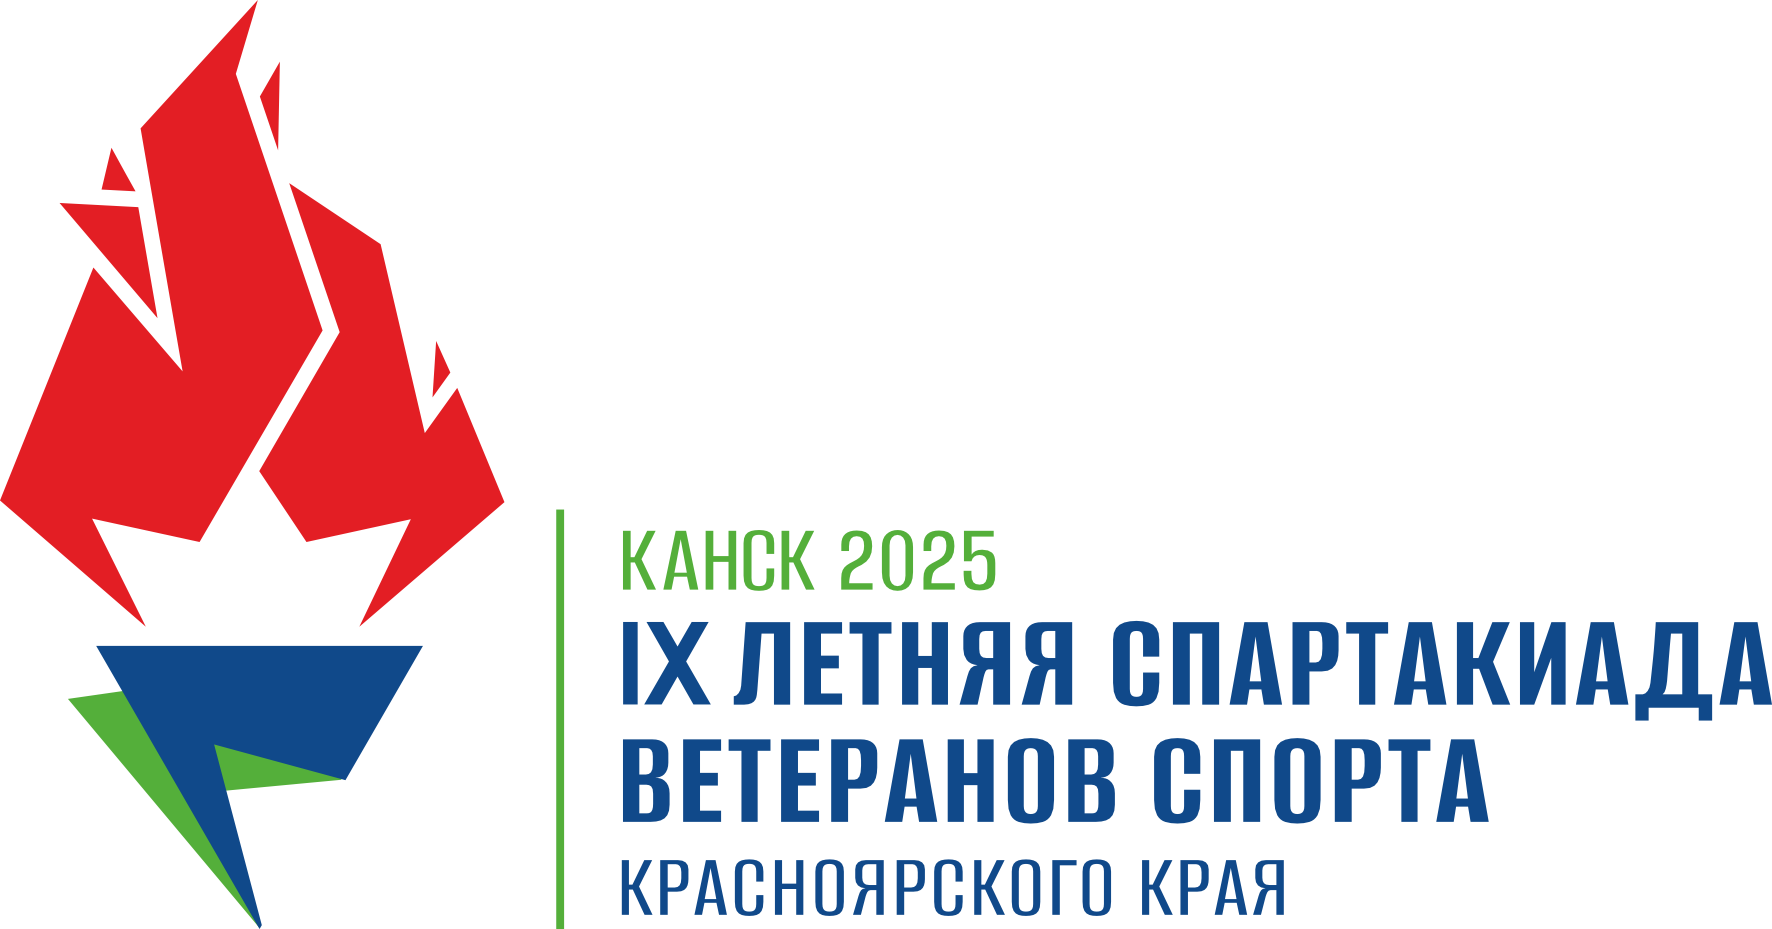 КАНСК 2025
IX ЛЕТНЯЯ СПАРТАКИАДА
ВЕТЕРАНОВ СПОРТА
КРАСНОЯРСКОГО КРАЯ